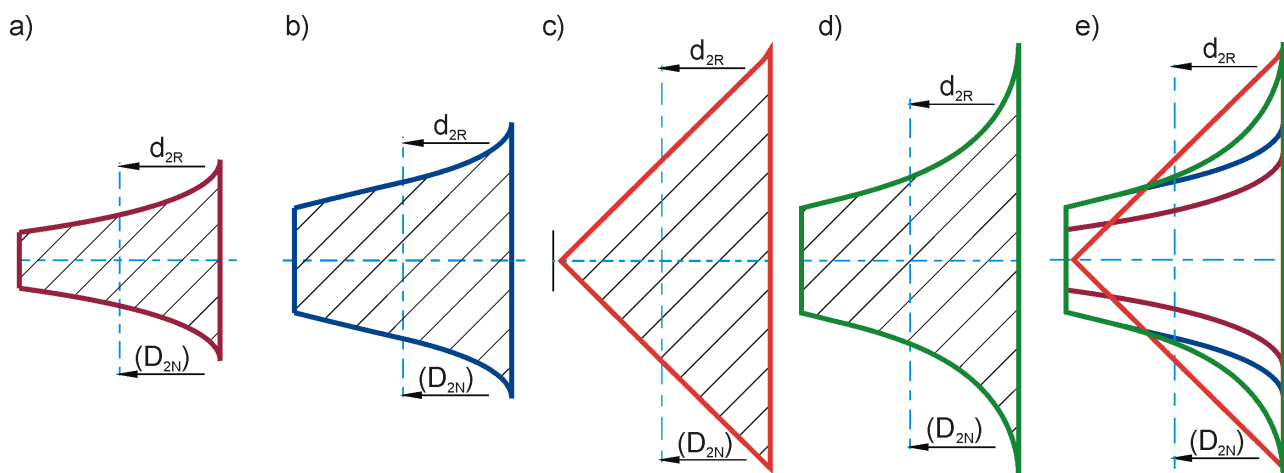 a)
b)
c)
d)
e)
d₂R
d₂R
d₂R
d₂R
d₂R
(D₂N)
(D₂N)
(D₂N)
(D₂N)
(D₂N)